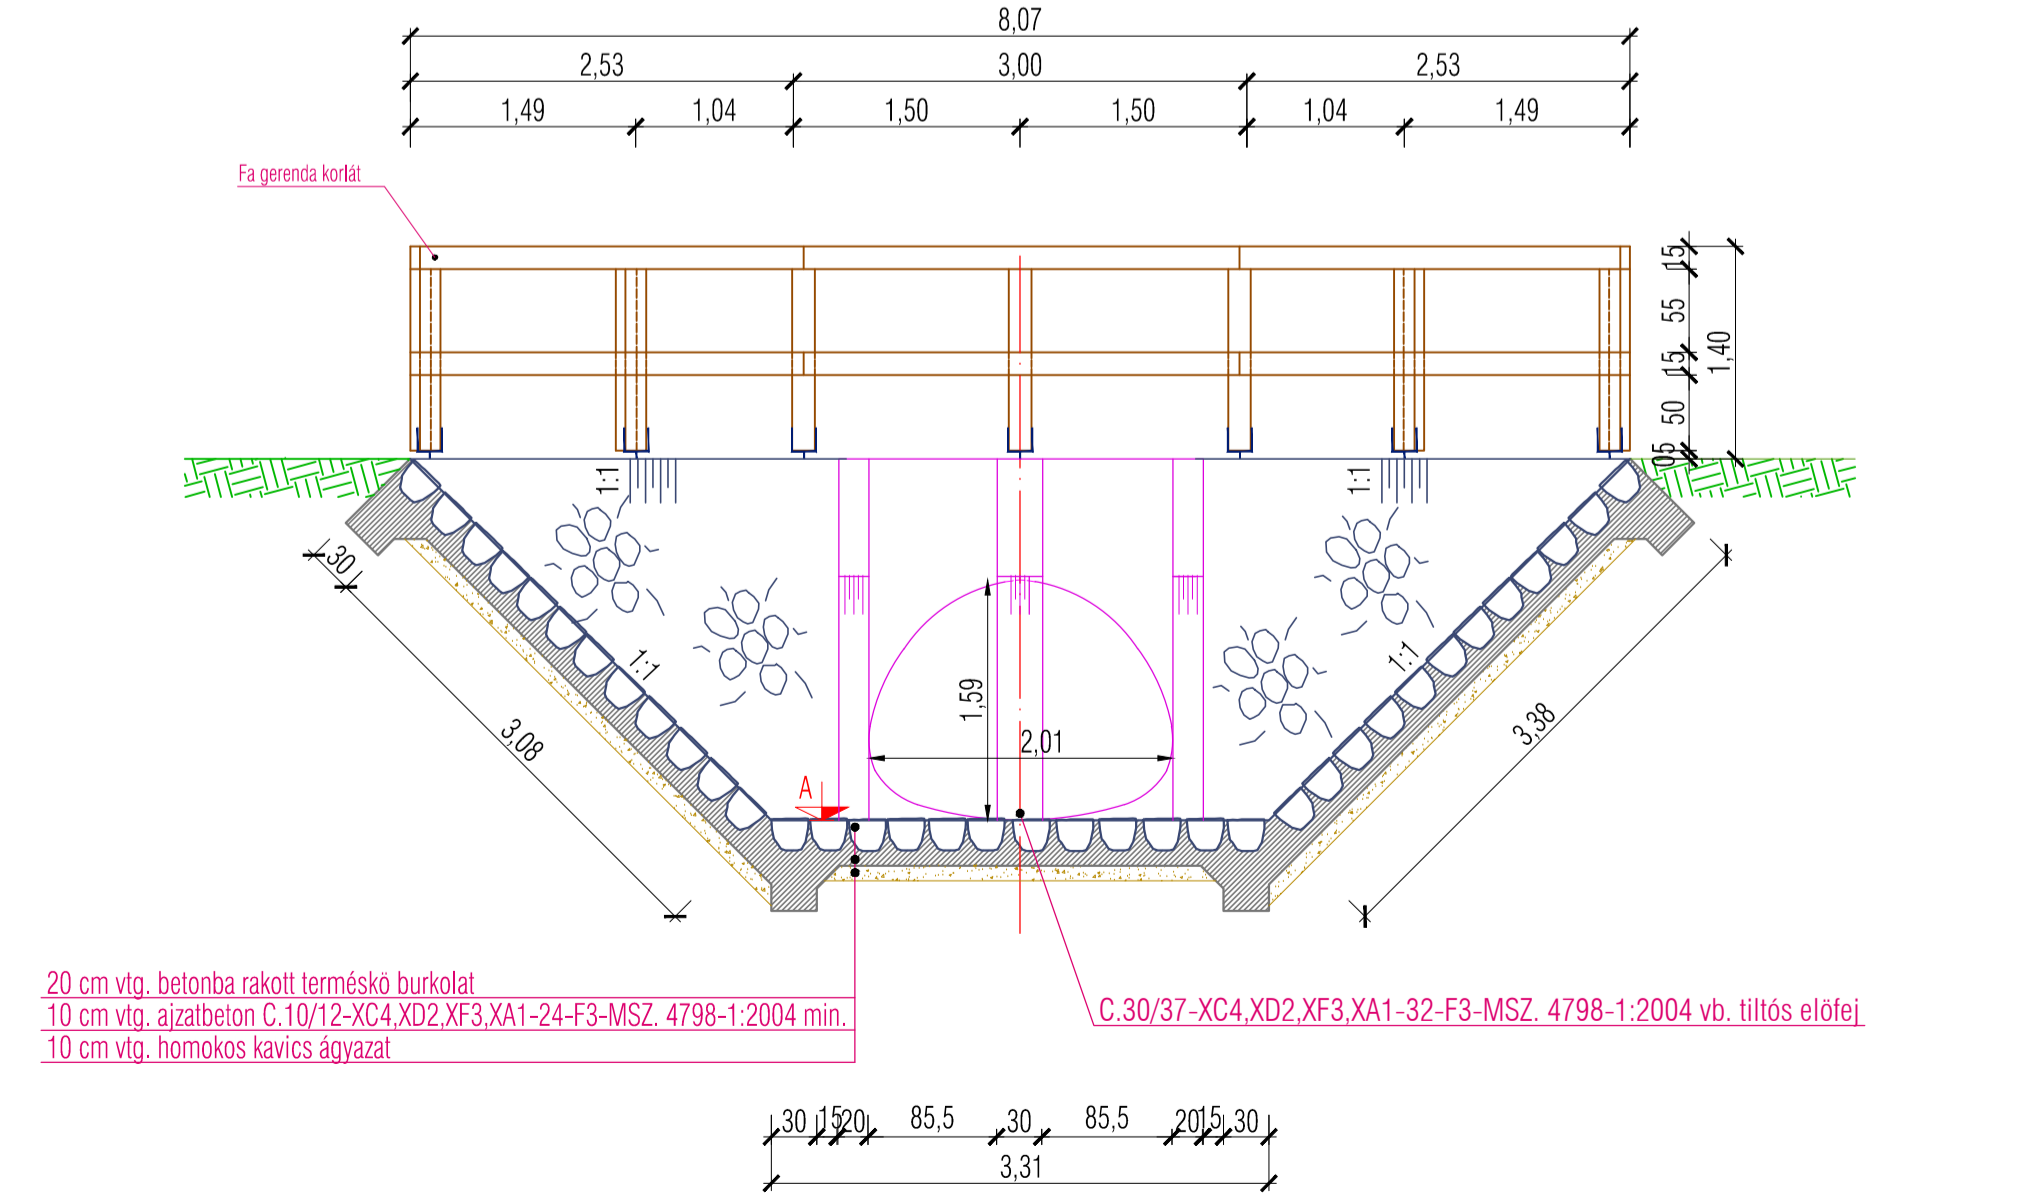 8,07
2,53 3,00 2,53
1,49 1,04 1,50 1,50 1,04 1,49
Fa gerenda korlát
15
55
15
50
05
1,40
1:1 1:1
30
1:1 1:1
3,08
1,59
2,01
3,38
A
20 cm vtg. betonba rakott terméskö burkolat
10 cm vtg. ajzatbeton C.10/12-XC4,XD2,XF3,XA1-24-F3-MSZ. 4798-1:2004 min.
10 cm vtg. homokos kavics ágyazat
C.30/37-XC4,XD2,XF3,XA1-32-F3-MSZ. 4798-1:2004 vb. tiltós elöfej
30 15 20 85,5 30 85,5 20 15 30
3,31